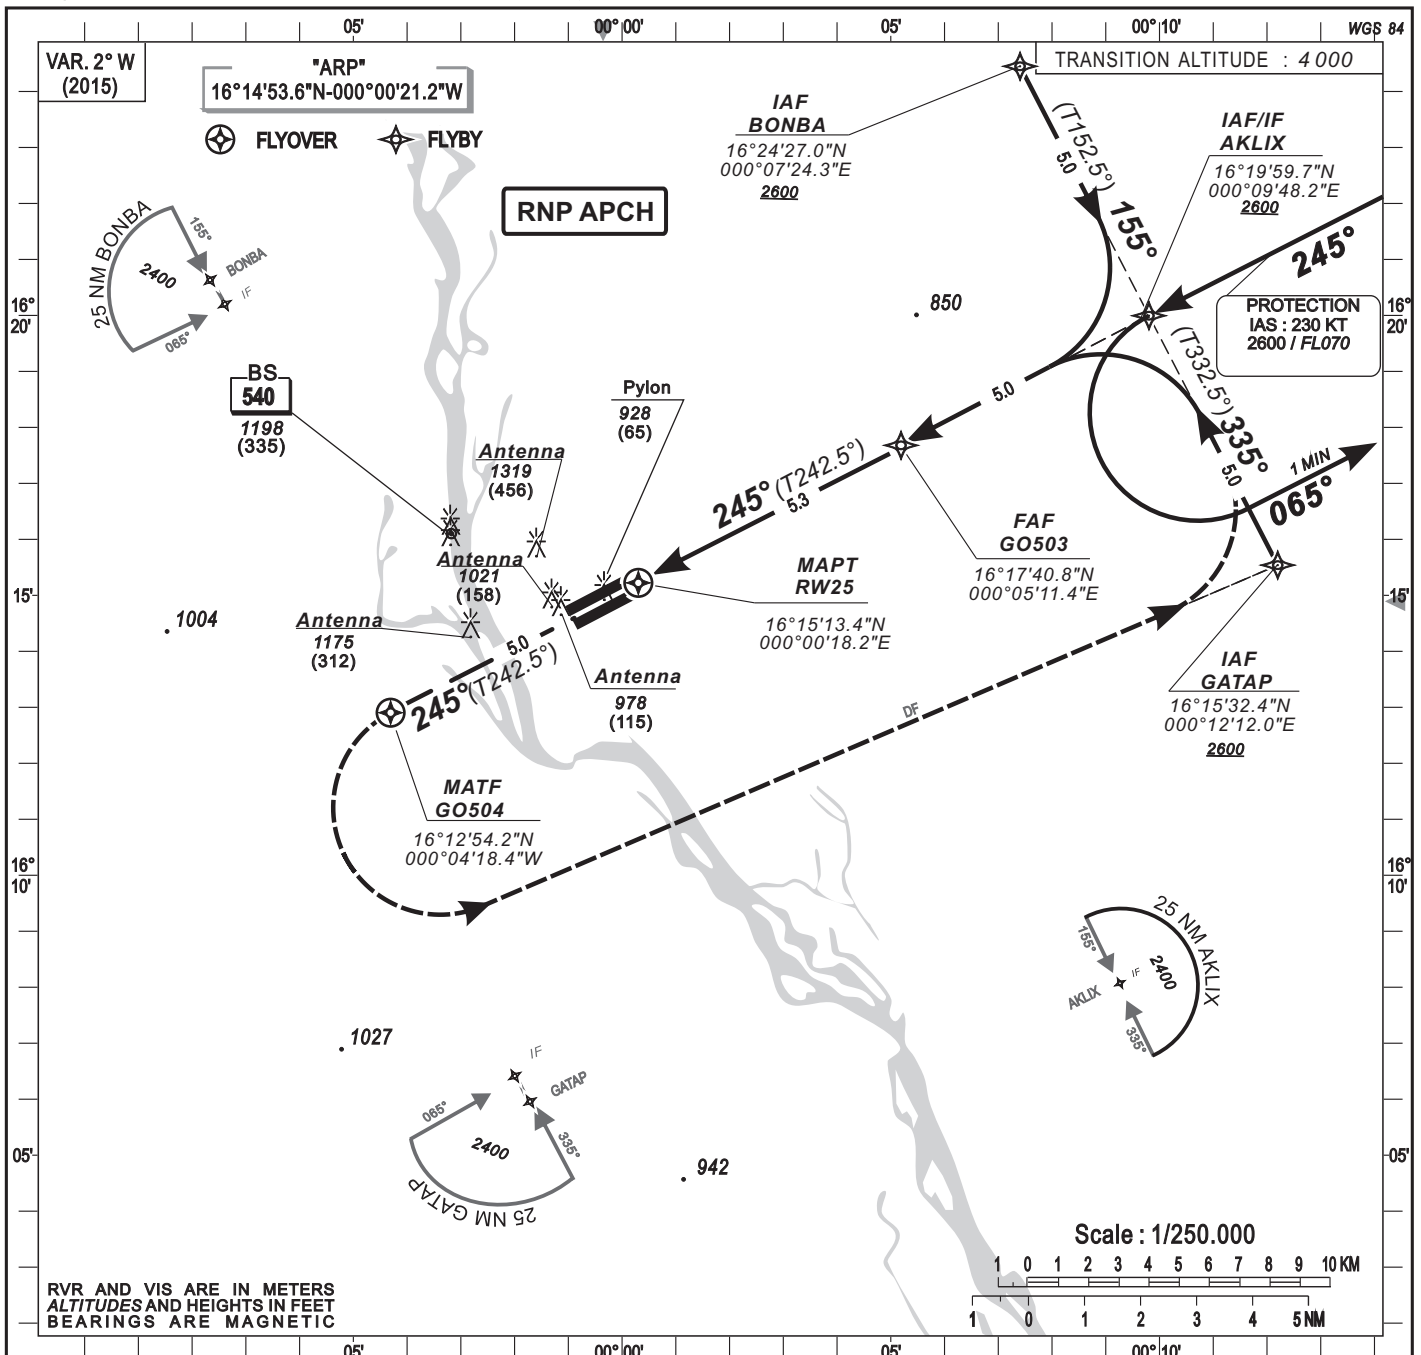 05'
00°00'
05'
00°10'
WGS 84
VAR. 2° W
(2015)
"ARP"
16°14'53.6"N-000°00'21.2"W
FLYOVER
FLYBY
TRANSITION ALTITUDE : 4000
IAF
BONBA
16°24'27.0"N
000°07'24.3"E
2600
(T152.5°)
5.0
155°
IAF/IF
AKLIX
16°19'59.7"N
000°09'48.2"E
2600
RNP APCH
245°
25 NM BONBA
155°
2400
BONBA
IF
065°
16°
20'
850
PROTECTION
IAS : 230 KT
2600 / FL070
16°
20'
BS
540
1198
(335)
Pylon
928
(65)
Antenna
1319
(456)
5.0
(T332.5°)
335°
5.0
1 MIN
065°
245° (T242.5°)
5.3
FAF
GO503
16°17'40.8"N
000°05'11.4"E
Antenna
1021
(158)
MAPT
RW25
16°15'13.4"N
000°00'18.2"E
15'
15'
1004
Antenna
1175
(312)
5.0
245° (T242.5°)
Antenna
978
(115)
IAF
GATAP
16°15'32.4"N
000°12'12.0"E
2600
DF
MATF
GO504
16°12'54.2"N
000°04'18.4"W
16°
10'
16°
10'
25 NM AKLIX
155°
2400
IF
AKLIX
335°
1027
IF
GATAP
065°
2400
335°
25 NM GATAP
05'
942
05'
Scale : 1/250.000
1 0 1 2 3 4 5 6 7 8 9 10 KM
1 0 1 2 3 4 5 NM
RVR AND VIS ARE IN METERS
ALTITUDES AND HEIGHTS IN FEET
BEARINGS ARE MAGNETIC
05'
00°00'
05'
00°10'